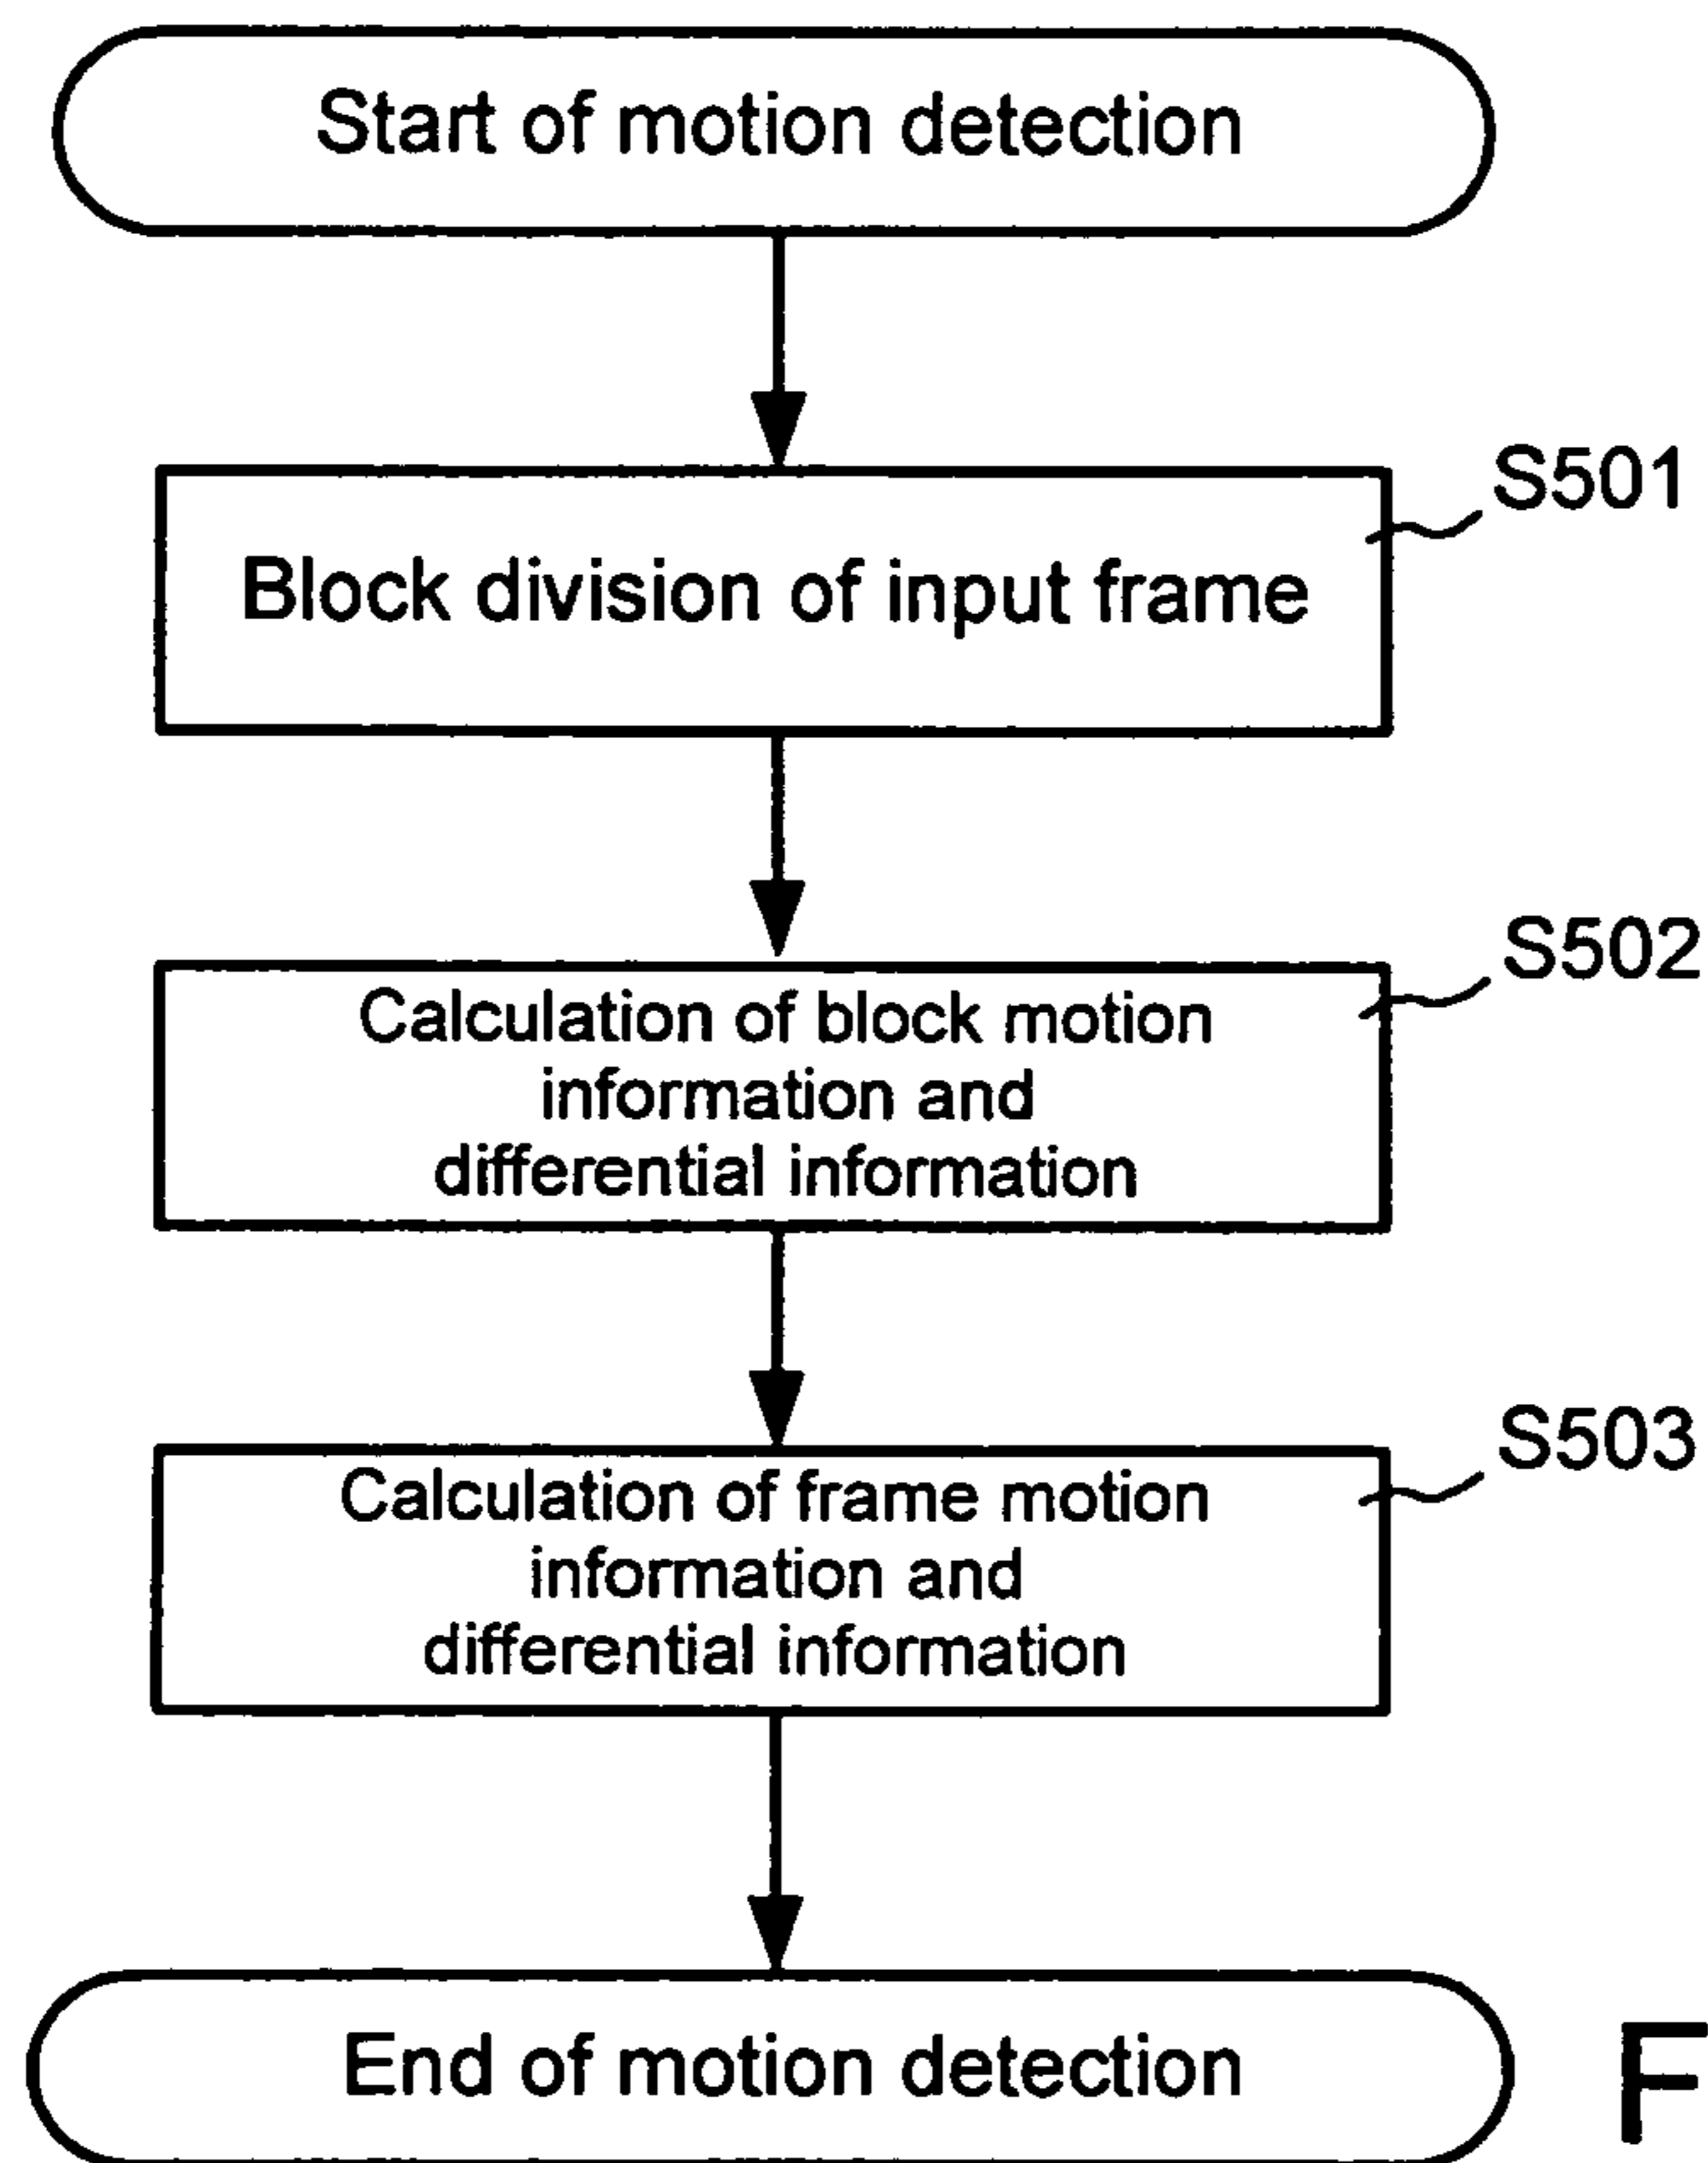 Start of motion detection
S501
Block division of input frame
S502
Calculation of block motion
information and
differential information
S503
Calculation of frame motion
information and
differential information
End of motion detection
F